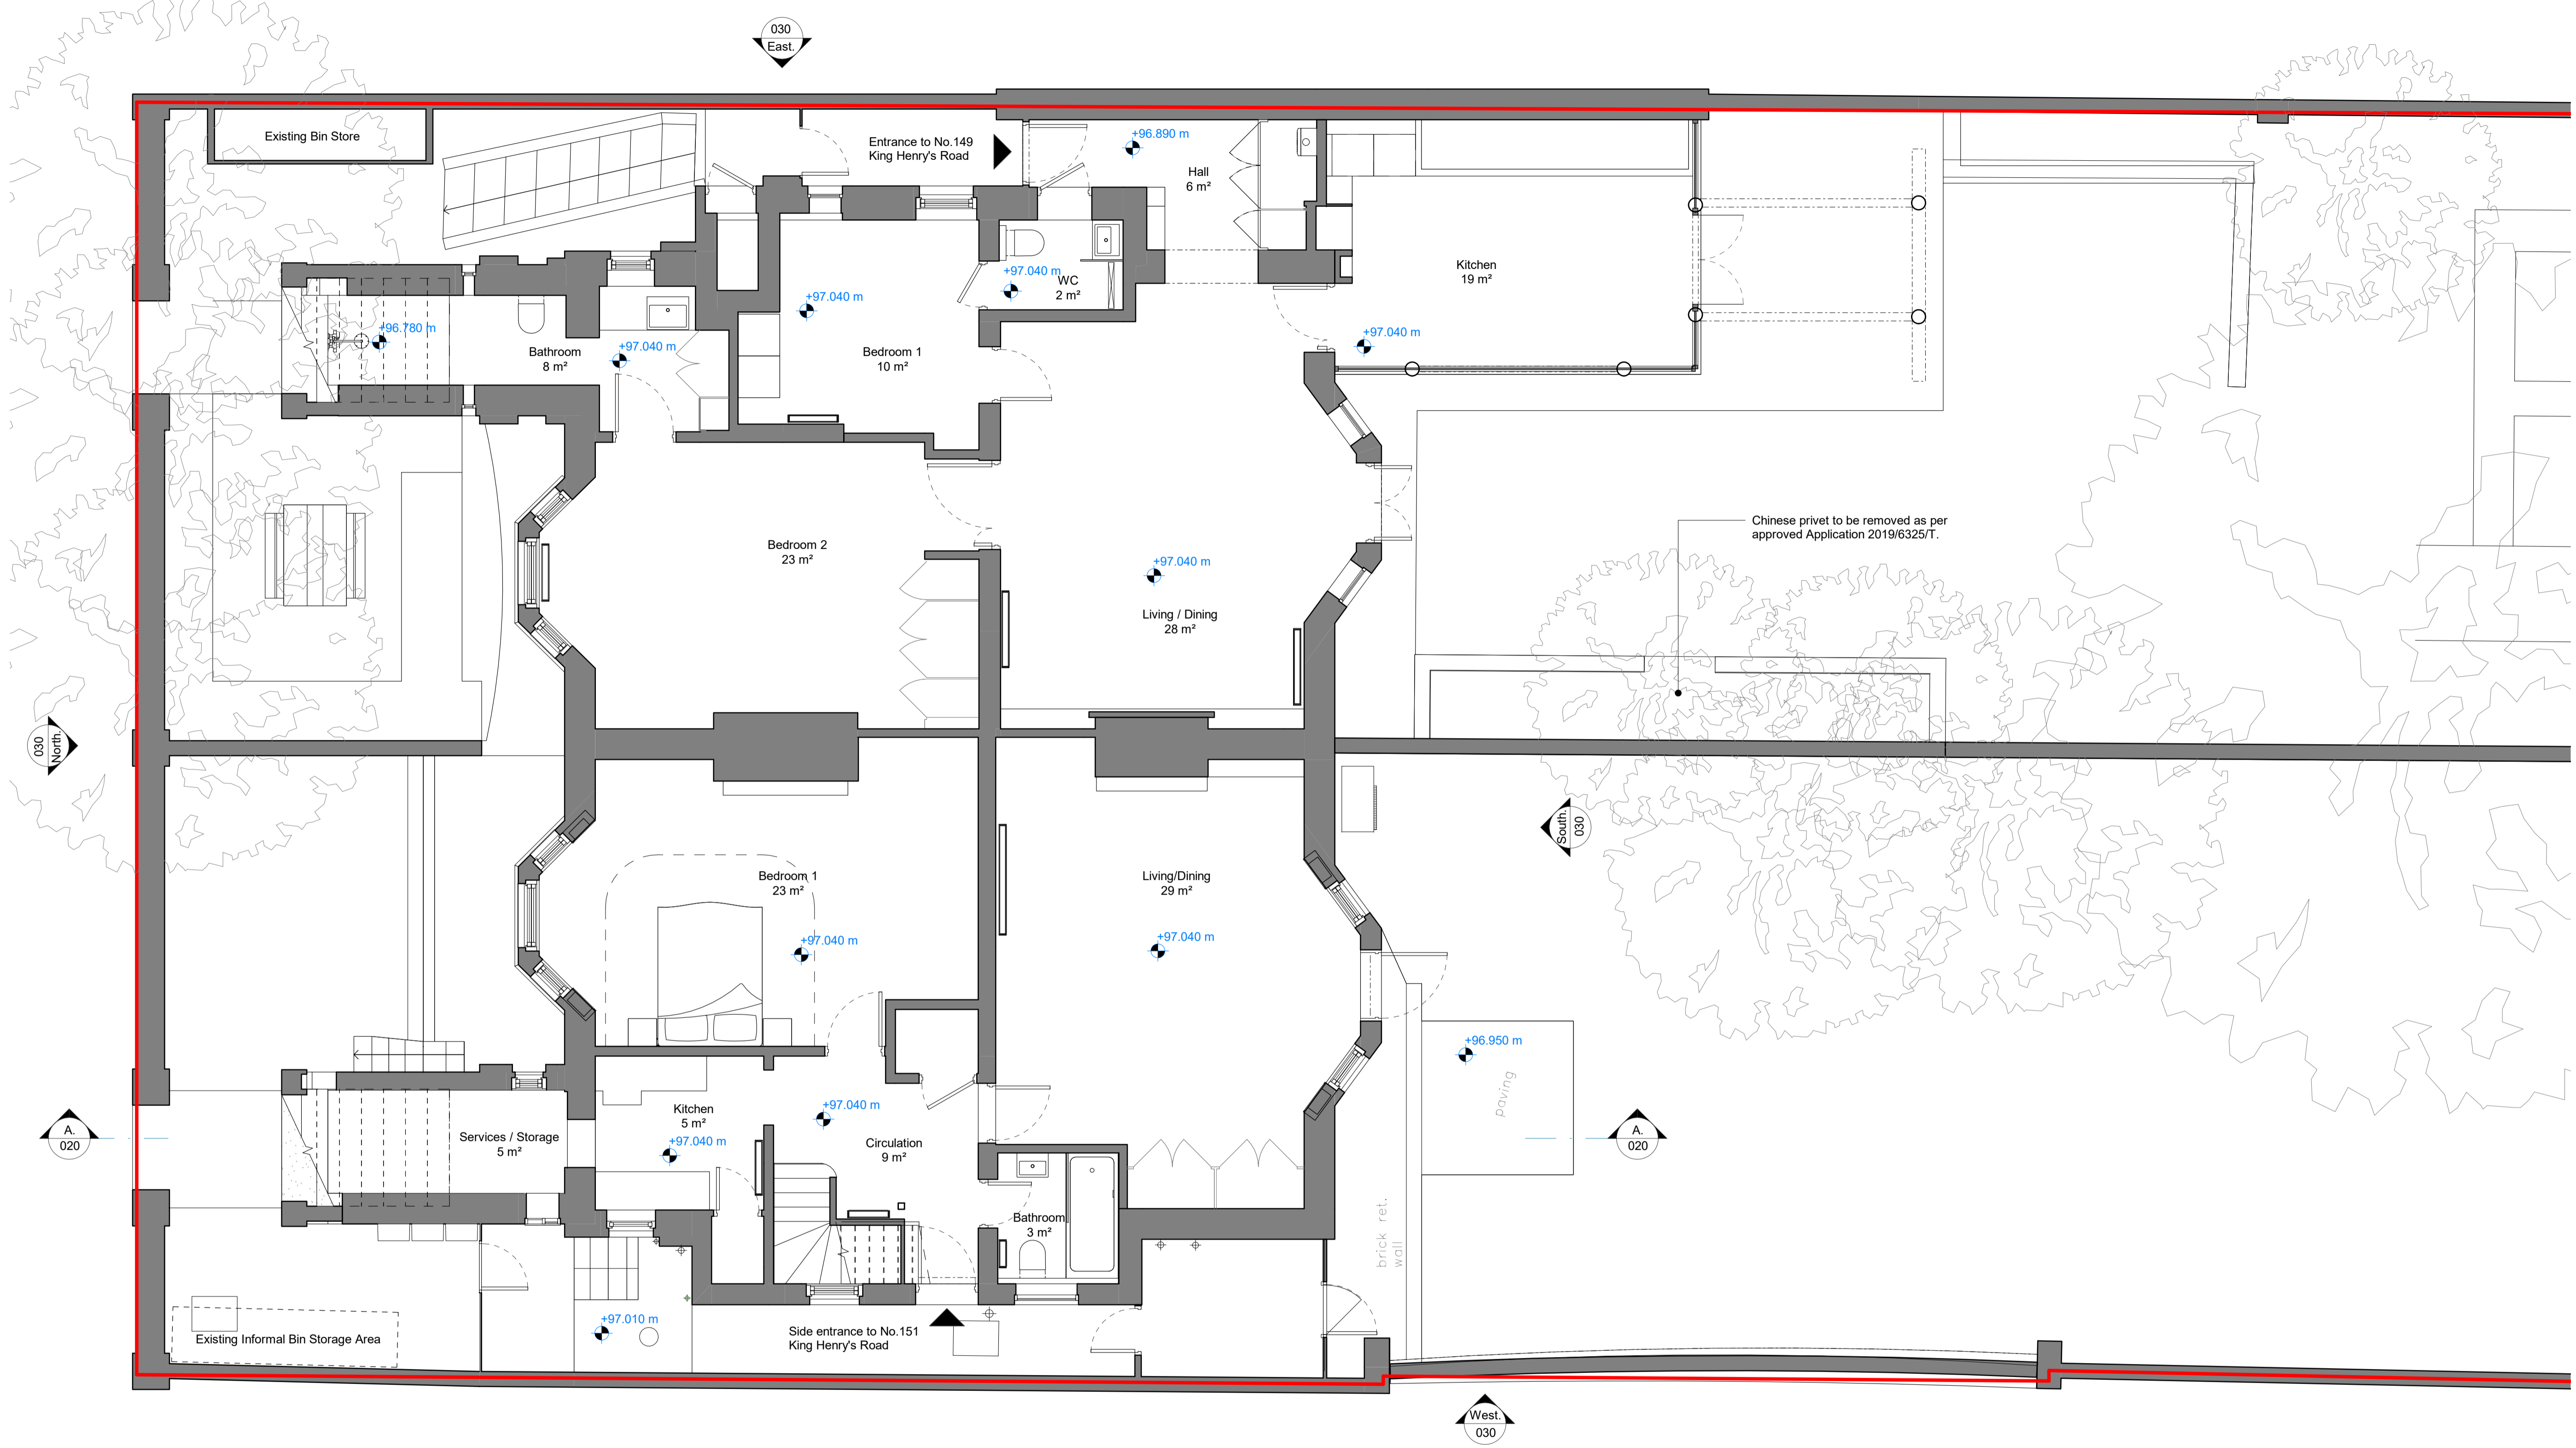 030
East.
Existing Bin Store
Entrance to No.149
King Henry's Road
+96.890 m
Hall
6 m²
Kitchen
19 m²
+97.040 m
WC
2 m²
+97.040 m
+96.780 m
+97.040 m
+97.040 m
Bathroom
8 m²
Bedroom 1
10 m²
Chinese privet to be removed as per
approved Application 2019/6325/T.
Bedroom 2
23 m²
+97.040 m
Living / Dining
28 m²
030
North.
South.
030
Bedroom 1
23 m²
Living/Dining
29 m²
+97.040 m
+97.040 m
+96.950 m
paving
Kitchen
5 m²
+97.040 m
+97.040 m
A.
020
Services / Storage
5 m²
Circulation
9 m²
A.
020
Bathroom
3 m²
brick ret.
wall
+97.010 m
Existing Informal Bin Storage Area
Side entrance to No.151
King Henry's Road
West.
030